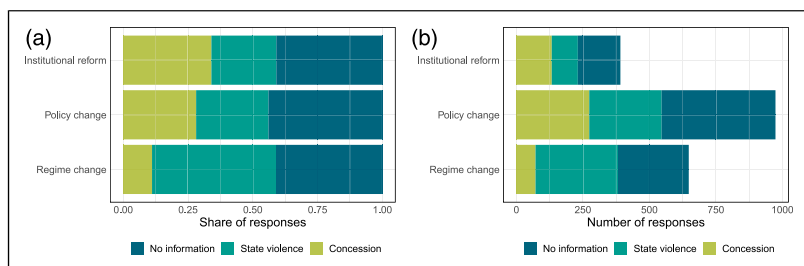 (a)
Institutional reform
Policy change
Regime change
0.00 0.25 0.50 0.75 1.00
Share of responses
No information State violence Concession
(b)
Institutional reform
Policy change
Regime change
0 250 500 750 1000
Number of responses
No information State violence Concession